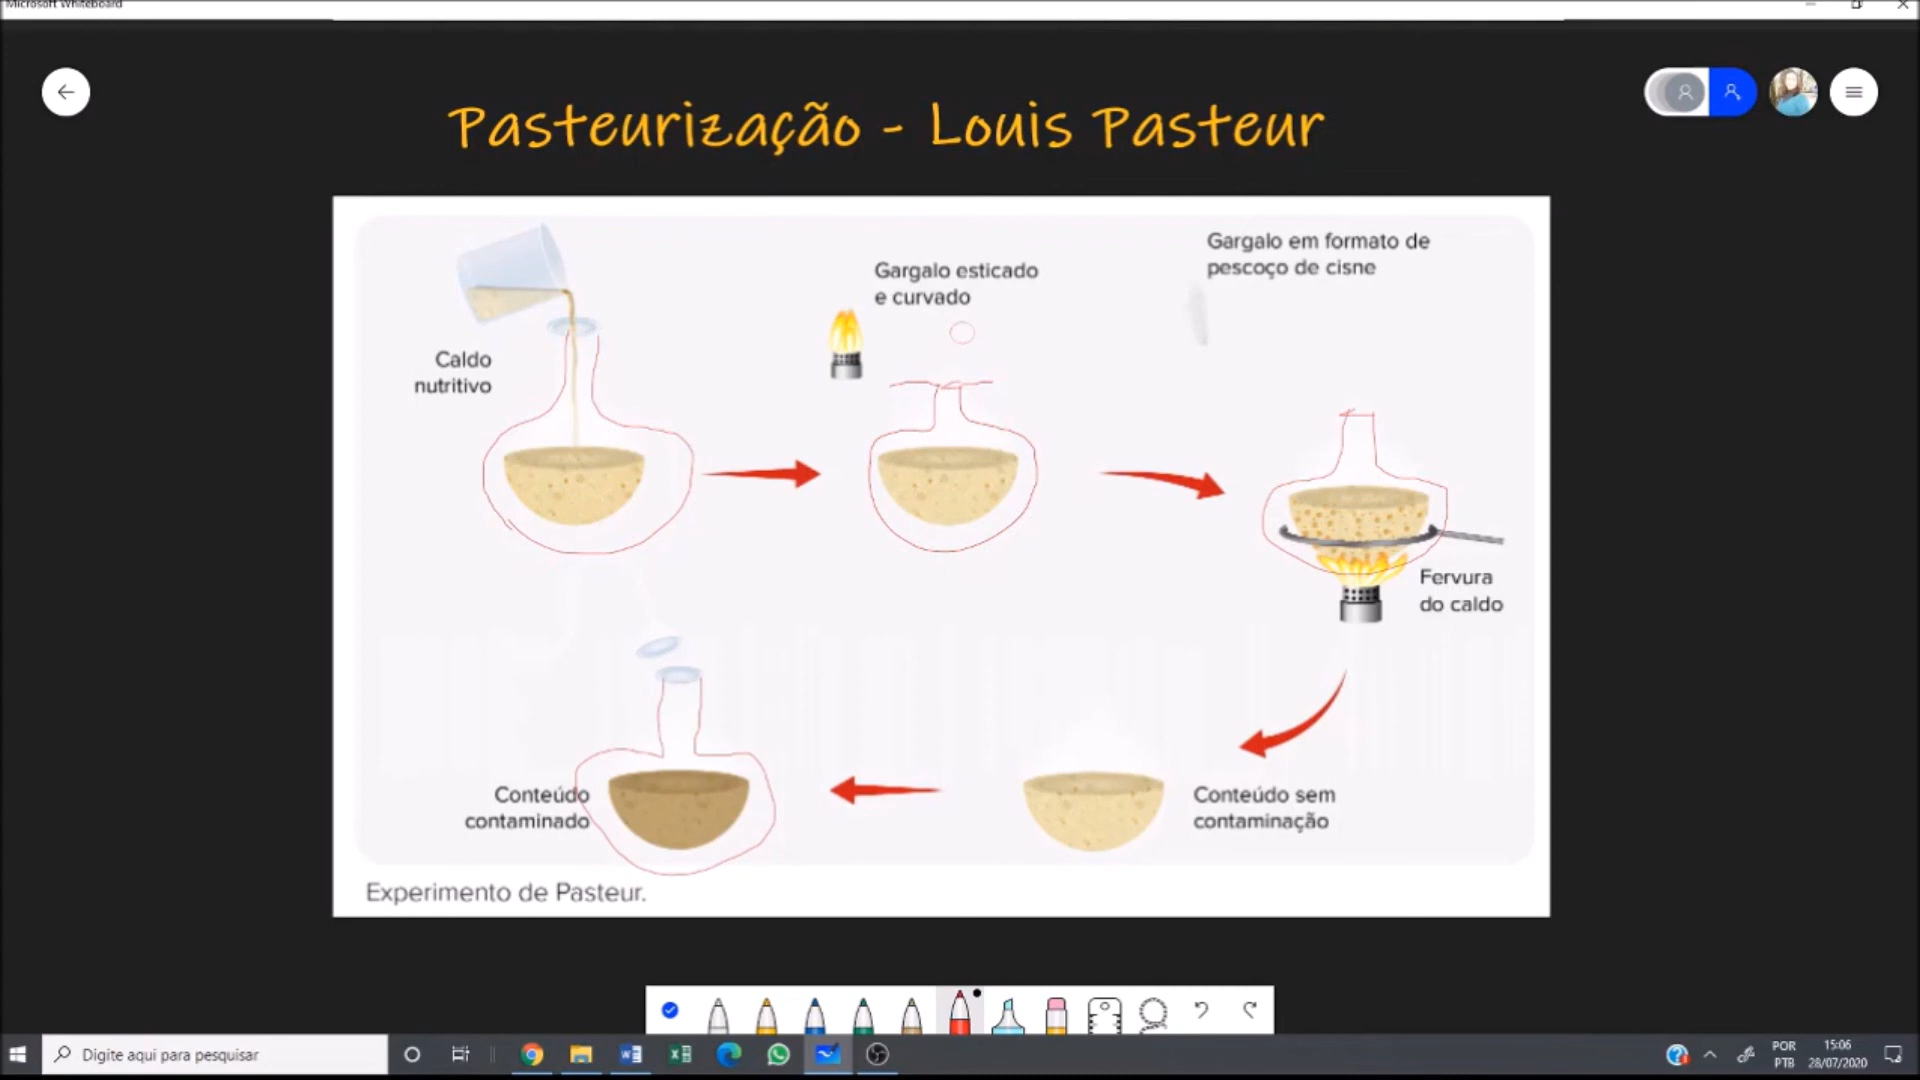 Microsoft Whiteboard
Pasteurização - Louis Pasteur
Gargalo em formato de
pescoço de cisne
Gargalo esticado
e curvado
Caldo
nutritivo
Fervura
do caldo
Conteúdo
contaminado
Conteúdo sem
contaminação
Experimento de Pasteur.
Digite aqui para pesquisar
POR
PTB
15:06
28/07/2020